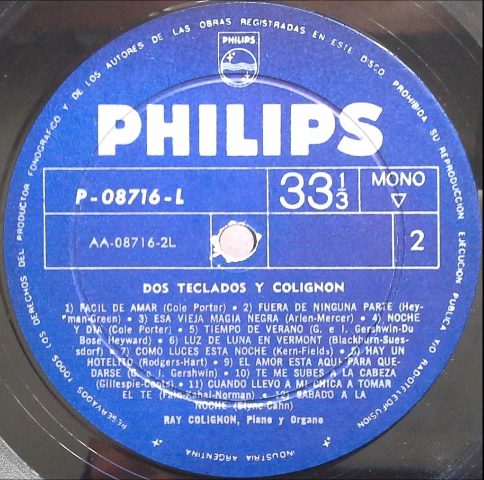 RESERVADOS TODOS LOS DERECHOS DEL PRODUCTOR FONOGRAFICO Y DE LOS AUTORES DE LAS OBRAS REGISTRADAS EN ESTE DISCO PROHIBIDA SU REPRODUCCION EJECUCION PUBLICA Y/O RADIOTELEDIFUSION
PHILIPS
PHILIPS
P-08716-L
33 1/3
MONO
AA-08716-2L
2
DOS TECLADOS Y COLIGNON
1) FACIL DE AMAR (Cole Porter) • 2) FUERA DE NINGUNA PARTE (Hey-
man-Green) • 3) ESA VIEJA MAGIA NEGRA (Arlen-Mercer) • 4) NOCHE
Y DIA (Cole Porter) • 5) TIEMPO DE VERANO (G. e I. Gershwin-Du
Bose Heyward) • 6) LUZ DE LUNA EN VERMONT (Blackburn-Sues-
sdorf) • 7) COMO LUCES ESTA NOCHE (Kern-Fields) • 8) HAY UN
HOTELITO (Rodgers-Hart) • 9) EL AMOR ESTA AQUI PARA QUE-
DARSE (G. e I. Gershwin) • 10) TE ME SUBES A LA CABEZA
(Gillespie-Coots) • 11) CUANDO LLEVO A MI CHICA A TOMAR
EL TE (Fain-Kahal-Norman) • 12) SABADO A LA
NOCHE (Styne-Cahn)
RAY COLIGNON, Piano y Organo
INDUSTRIA ARGENTINA